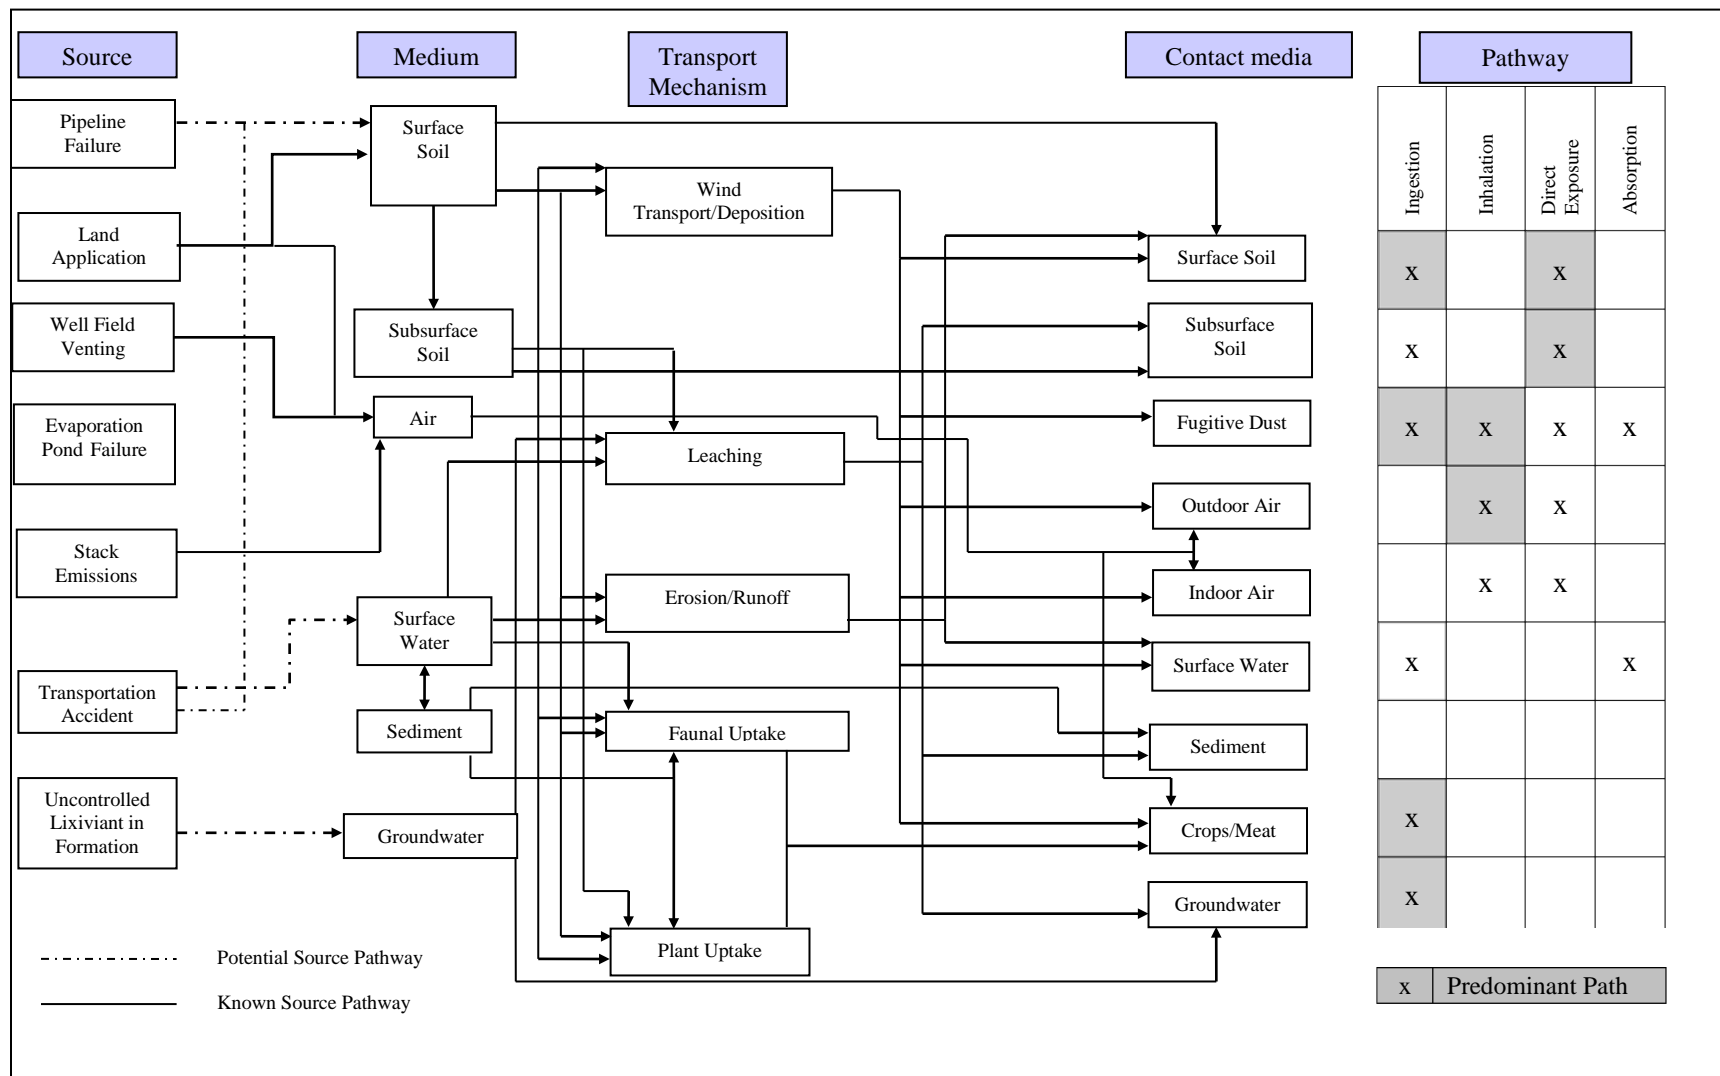 Source
Medium
Transport
Mechanism
Contact media
Pathway
Pipeline
Failure
Land
Application
Well Field
Venting
Evaporation
Pond Failure
Stack
Emissions
Transportation
Accident
Uncontrolled
Lixiviant in
Formation
Surface
Soil
Subsurface
Soil
Air
Surface
Water
Sediment
Groundwater
Wind
Transport/Deposition
Leaching
Erosion/Runoff
Faunal Uptake
Plant Uptake
Surface Soil
Subsurface
Soil
Fugitive Dust
Outdoor Air
Indoor Air
Surface Water
Sediment
Crops/Meat
Groundwater
Ingestion
Inhalation
Direct
Exposure
Absorption
x x
x x
x x x x
x x
x x
x x
x
x
Potential Source Pathway
Known Source Pathway
x Predominant Path